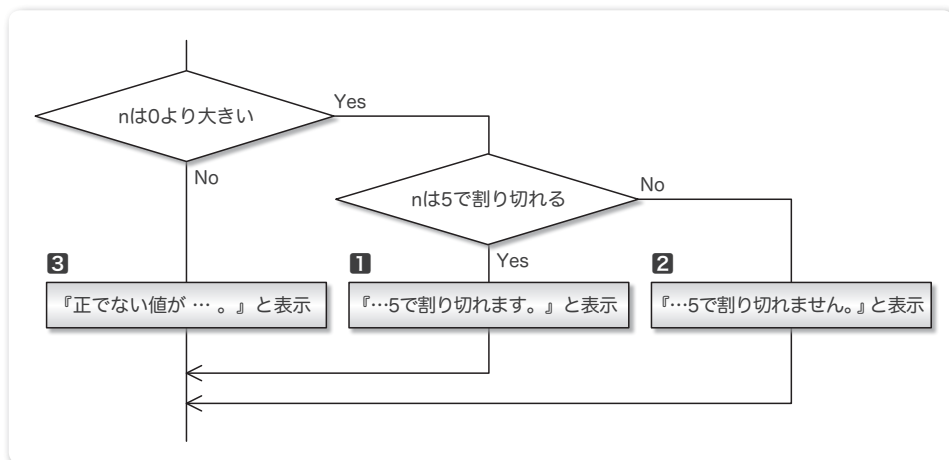 nは0より大きい
Yes
No
nは5で割り切れる
No
Yes
3
『正でない値が … 。』と表示
1
『…5で割り切れます。』と表示
2
『…5で割り切れません。』と表示